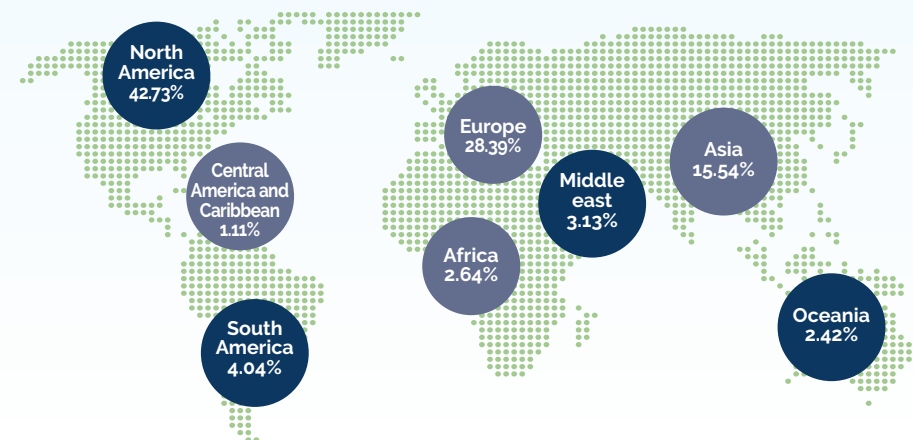 North
America
42.73%
Central
America and
Caribbean
1.11%
South
America
4.04%
Europe
28.39%
Africa
2.64%
Middle
east
3.13%
Asia
15.54%
Oceania
2.42%